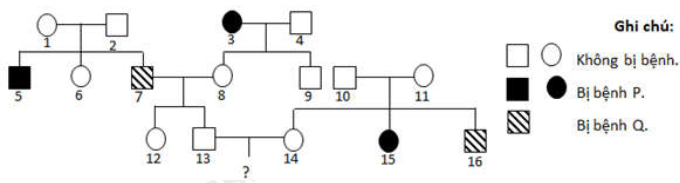 Ghi chú:
1 2 3 4
Không bị bệnh.
5 6 7 8 9 10 11
Bị bệnh P.
Bị bệnh Q.
12 13 14 15 16
?